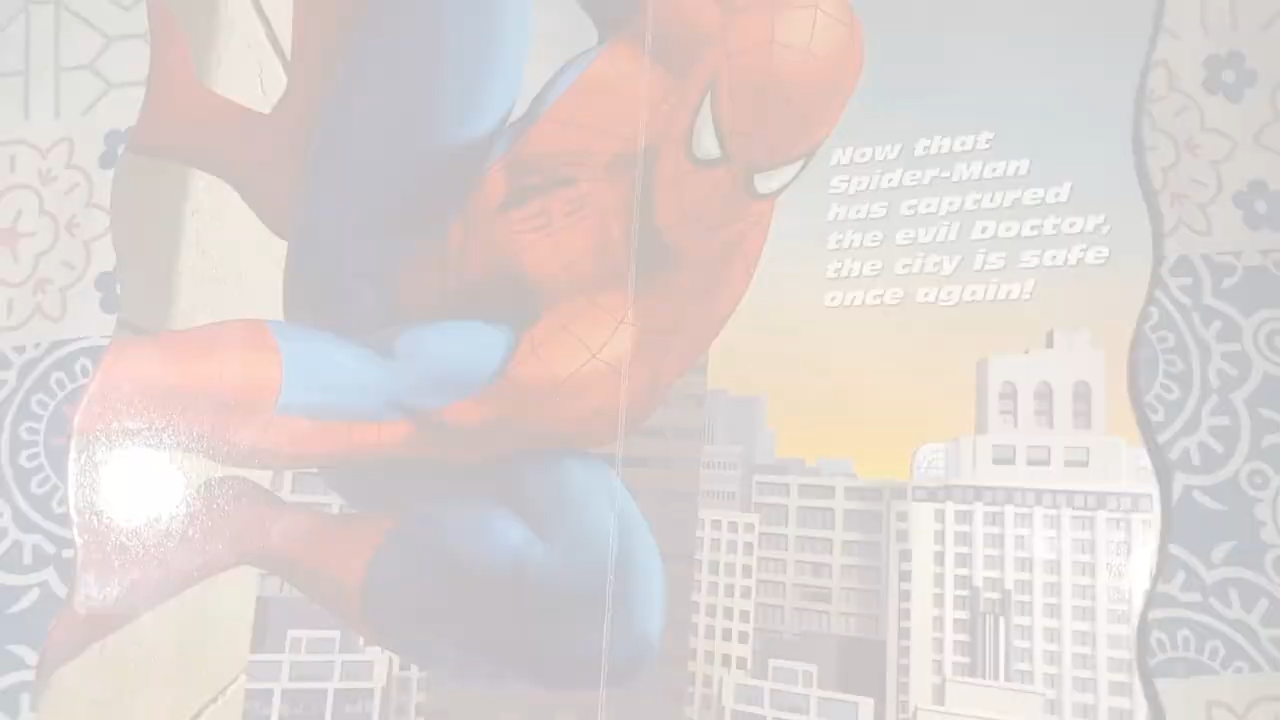 Now that
Spider-Man
has captured
the evil Doctor,
the city is safe
once again!